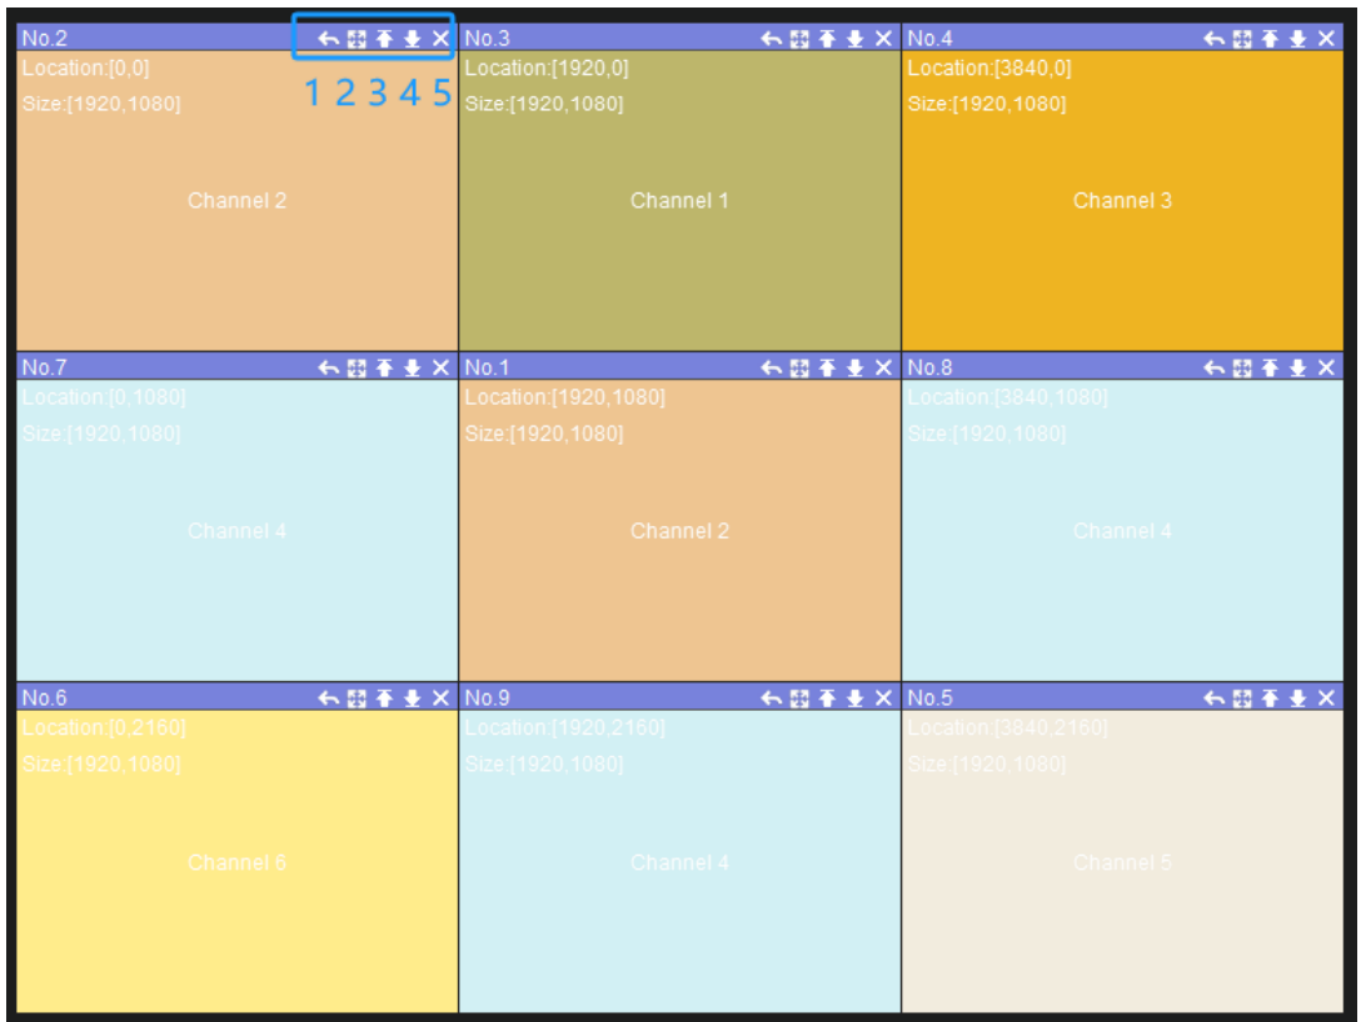 No.2
Location:[0,0]
Size:[1920,1080]
1 2 3 4 5
Channel 2
No.3
Location:[1920,0]
Size:[1920,1080]
Channel 1
No.4
Location:[3840,0]
Size:[1920,1080]
Channel 3
No.7
Location:[0,1080]
Size:[1920,1080]
Channel 4
No.1
Location:[1920,1080]
Size:[1920,1080]
Channel 2
No.8
Location:[3840,1080]
Size:[1920,1080]
Channel 4
No.6
Location:[0,2160]
Size:[1920,1080]
Channel 6
No.9
Location:[1920,2160]
Size:[1920,1080]
Channel 4
No.5
Location:[3840,2160]
Size:[1920,1080]
Channel 5